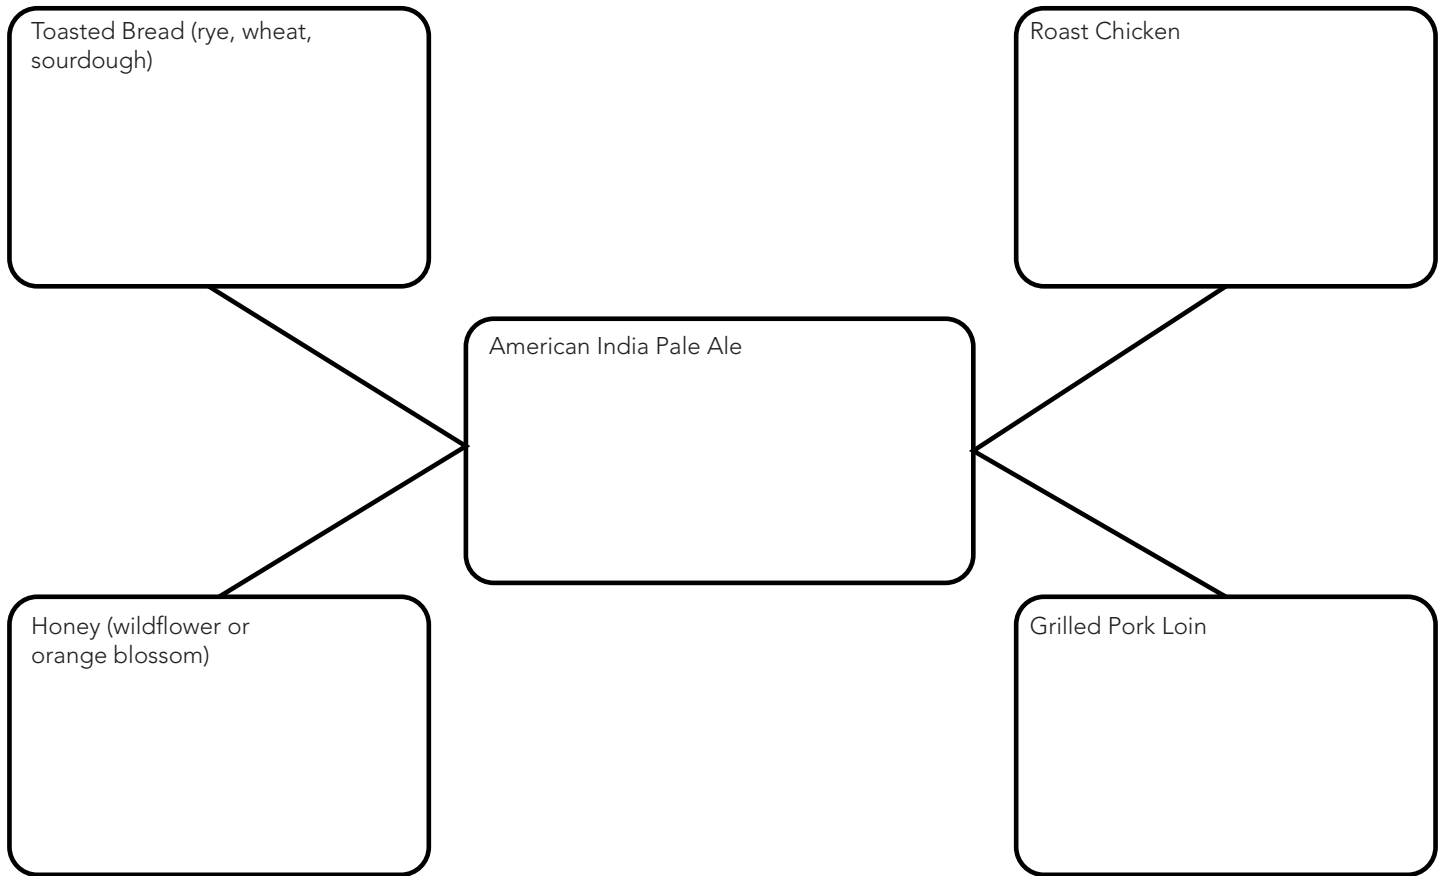 Toasted Bread (rye, wheat,
sourdough)
Roast Chicken
American India Pale Ale
Honey (wildflower or
orange blossom)
Grilled Pork Loin